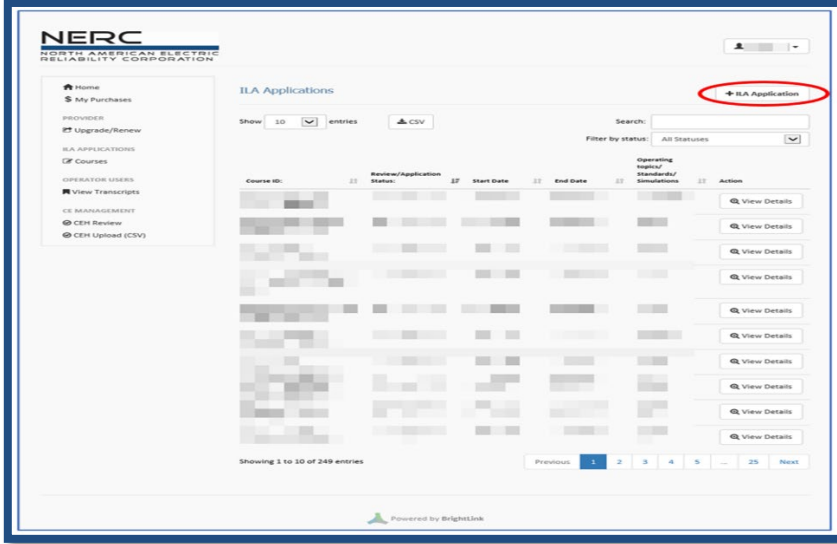 NERC
NORTH AMERICAN ELECTRIC
RELIABILITY CORPORATION
Home
$ My Purchases
PROVIDER
Upgrade/Renew
ILA APPLICATIONS
Courses
OPERATOR USERS
View Transcripts
CE MANAGEMENT
CEH Review
CEH Upload (CSV)
ILA Applications
+ ILA Application
Show 10 entries CSV Search:
Filter by status: All Statuses
Course ID: Review/Application Status: Start Date End Date Operating topics/ Standards/ Simulations Action
View Details
View Details
View Details
View Details
View Details
View Details
View Details
View Details
View Details
View Details
Showing 1 to 10 of 249 entries Previous 1 2 3 4 5 ... 25 Next
Powered by BrightLink